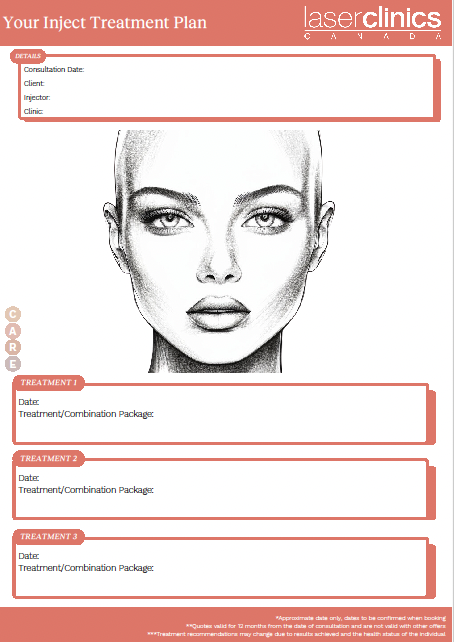 Your Inject Treatment Plan
laserclinics
CANADA
DETAILS
Consultation Date:
Client:
Injector:
Clinic:
C
A
R
E
TREATMENT 1
Date:
Treatment/Combination Package:
TREATMENT 2
Date:
Treatment/Combination Package:
TREATMENT 3
Date:
Treatment/Combination Package:
*Approximate date only, dates to be confirmed when booking
**Quotes valid for 12 months from the date of consultation and are not valid with other offers
***Treatment recommendations may change due to results achieved and the health status of the individual